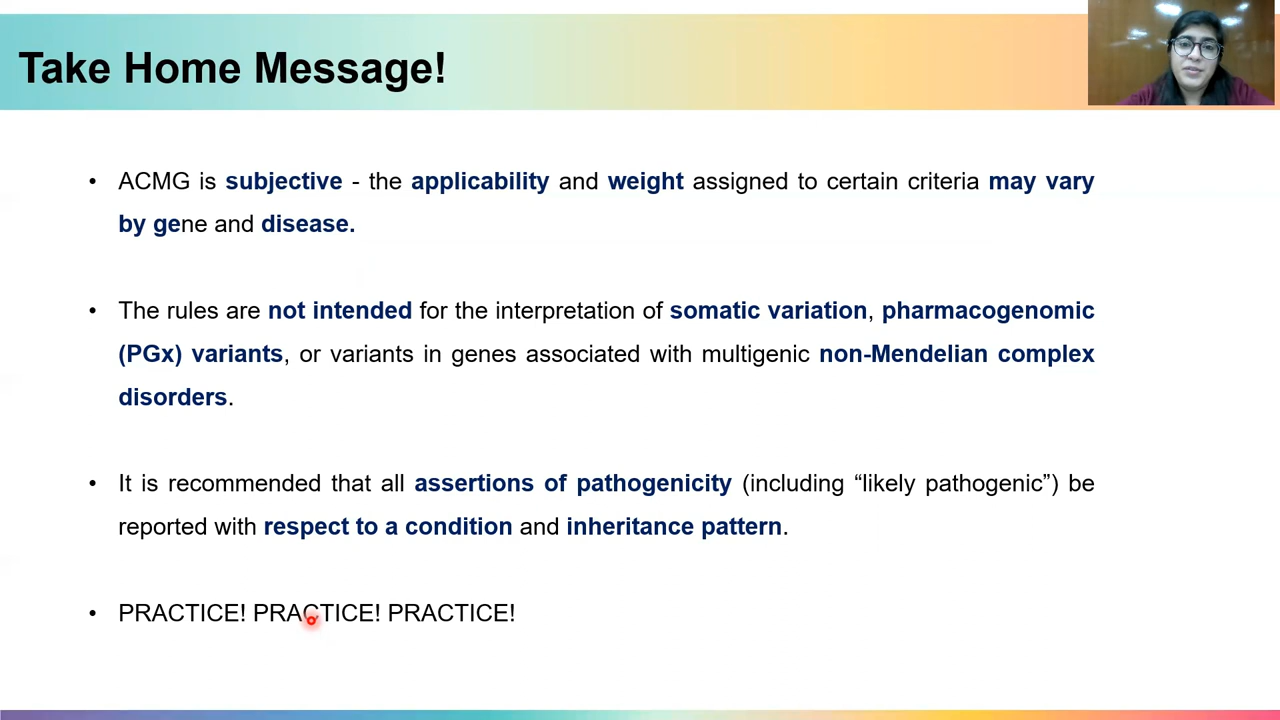 Take Home Message!
• ACMG is subjective - the applicability and weight assigned to certain criteria may vary
by gene and disease.
• The rules are not intended for the interpretation of somatic variation, pharmacogenomic
(PGx) variants, or variants in genes associated with multigenic non-Mendelian complex
disorders.
• It is recommended that all assertions of pathogenicity (including “likely pathogenic”) be
reported with respect to a condition and inheritance pattern.
• PRACTICE! PRACTICE! PRACTICE!